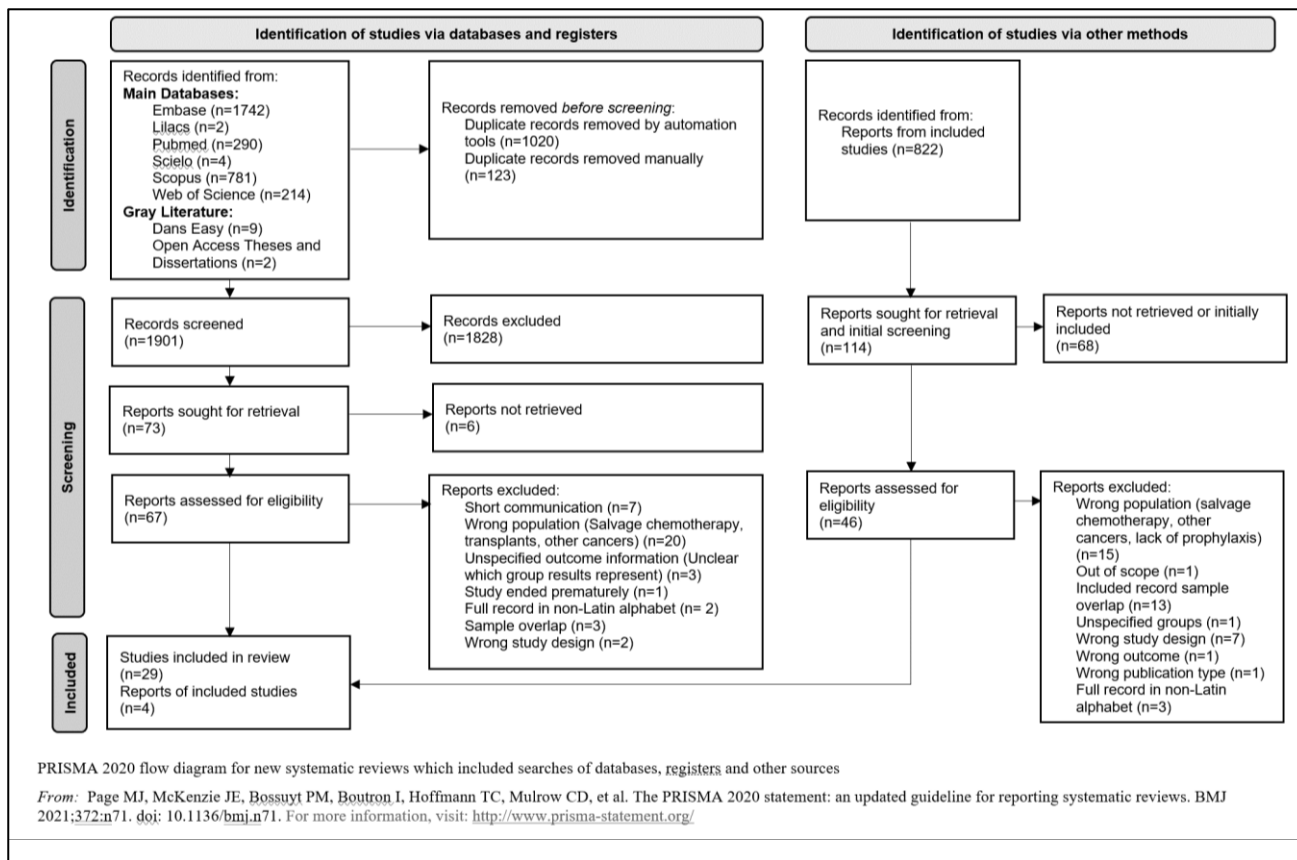 Identification of studies via databases and registers
Identification of studies via other methods
Identification
Records identified from:
Main Databases:
Embase (n=1742)
Lilacs (n=2)
Pubmed (n=290)
Scielo (n=4)
Scopus (n=781)
Web of Science (n=214)
Gray Literature:
Dans Easy (n=9)
Open Access Theses and
Dissertations (n=2)
Records removed before screening:
Duplicate records removed by automation
tools (n=1020)
Duplicate records removed manually
(n=123)
Records identified from:
Reports from included
studies (n=822)
Screening
Records screened
(n=1901)
Records excluded
(n=1828)
Reports sought for retrieval
and initial screening
(n=114)
Reports not retrieved or initially
included
(n=68)
Reports sought for retrieval
(n=73)
Reports not retrieved
(n=6)
Reports assessed for eligibility
(n=67)
Reports excluded:
Short communication (n=7)
Wrong population (Salvage chemotherapy,
transplants, other cancers) (n=20)
Unspecified outcome information (Unclear
which group results represent) (n=3)
Study ended prematurely (n=1)
Full record in non-Latin alphabet (n= 2)
Sample overlap (n=3)
Wrong study design (n=2)
Reports assessed for
eligibility
(n=46)
Reports excluded:
Wrong population (salvage
chemotherapy, other
cancers, lack of prophylaxis)
(n=15)
Out of scope (n=1)
Included record sample
overlap (n=13)
Unspecified groups (n=1)
Wrong study design (n=7)
Wrong outcome (n=1)
Wrong publication type (n=1)
Full record in non-Latin
alphabet (n=3)
Included
Studies included in review
(n=29)
Reports of included studies
(n=4)
PRISMA 2020 flow diagram for new systematic reviews which included searches of databases, registers and other sources
From: Page MJ, McKenzie JE, Bossuyt PM, Boutron I, Hoffmann TC, Mulrow CD, et al. The PRISMA 2020 statement: an updated guideline for reporting systematic reviews. BMJ
2021;372:n71. doi: 10.1136/bmj.n71. For more information, visit: http://www.prisma-statement.org/